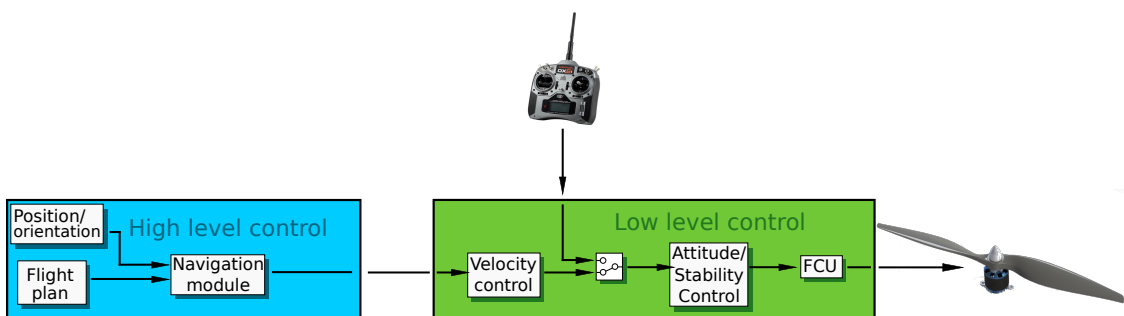 High level control
Position/
orientation
Flight
plan
Navigation
module
Low level control
Velocity
control
Attitude/
Stability
Control
FCU